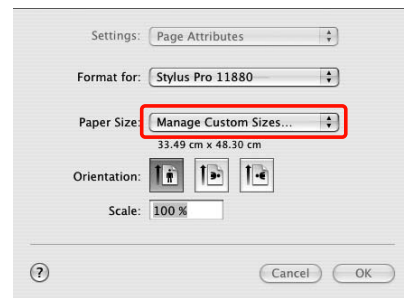 Settings: Page Attributes
Format for: Stylus Pro 11880
Paper Size: Manage Custom Sizes...
33.49 cm x 48.30 cm
Orientation:
Scale: 100 %
? Cancel OK